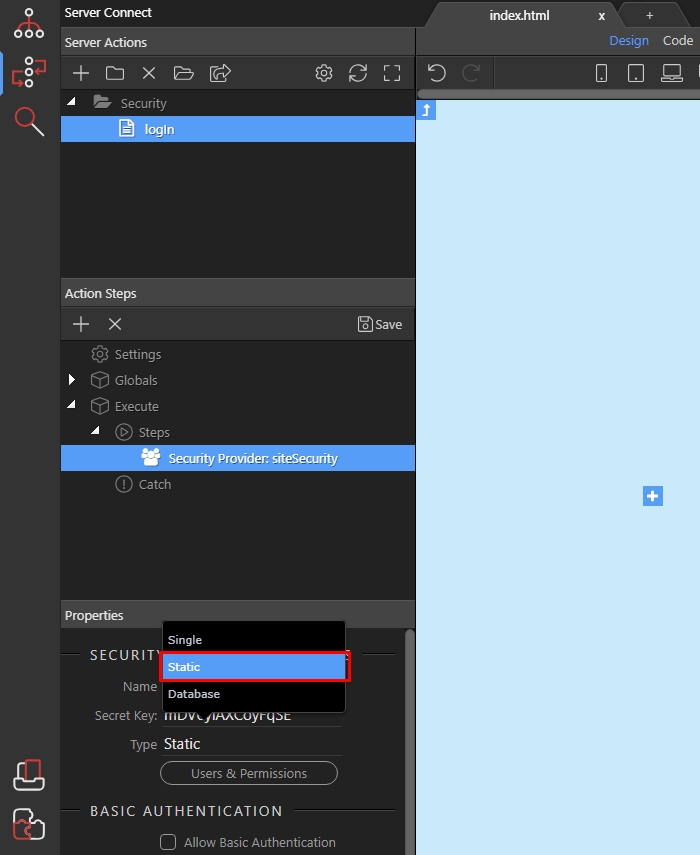 Server Connect
index.html x +
Server Actions
Design Code
Security
logIn
Action Steps
Save
Settings
Globals
Execute
Steps
Security Provider: siteSecurity
Catch
Properties
Single
SECURITY
Static
Name
Database
Secret Key:
Type Static
Users & Permissions
BASIC AUTHENTICATION
Allow Basic Authentication